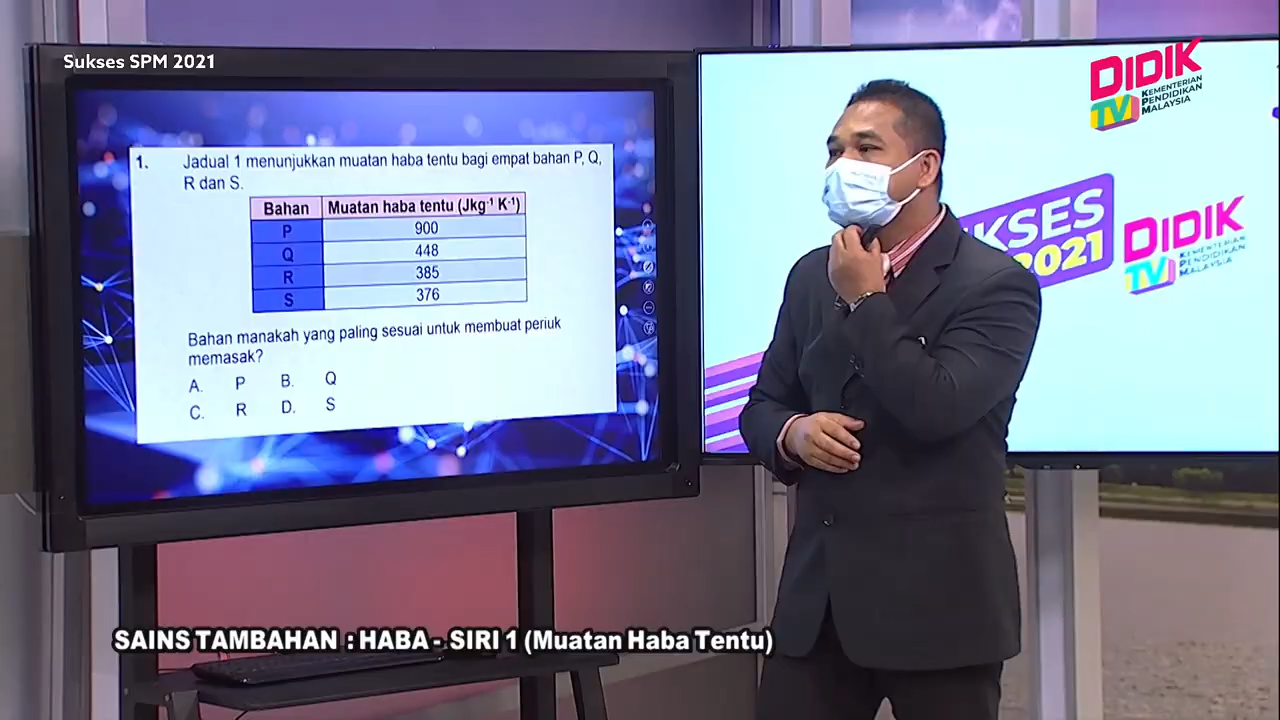 Sukses SPM 2021
1. Jadual 1 menunjukkan muatan haba tentu bagi empat bahan P, Q,
R dan S.
Bahan Muatan haba tentu (Jkg⁻¹ K⁻¹)
P 900
Q 448
R 385
S 376
Bahan manakah yang paling sesuai untuk membuat periuk
memasak?
A. P B. Q
C. R D. S
DIDIK
TV KEMENTERIAN
PENDIDIKAN
MALAYSIA
KSES
2021
DIDIK
TV KEMENTERIAN
PENDIDIKAN
MALAYSIA
SAINS TAMBAHAN : HABA - SIRI 1 (Muatan Haba Tentu)